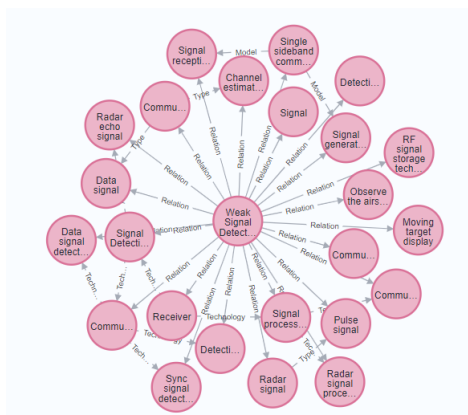 Signal
recepti...
Model
Single
sideband
comm...
Channel
estimat...
Type
Commu...
Model
Detecti...
Radar
echo
signal
Type
Relation
Relation
Relation
Relation
Signal
Relation
Signal
generat...
RF
signal
storage
tech...
Relation
Relation
Relation
Data
signal
Relation
Relation
Observe
the airs...
Relation
Weak
Signal
Detect...
Relation
Moving
target
display
Data
signal
detect...
Signal
Detecti...
Relation
Relation
Commu...
Relation
Techn...
Tech...
Tech...
Relation
Relation
Relation
Relation
Commu...
Receiver
Technology
Signal
process...
Pulse
signal
Commu...
Technology
Detecti...
Tech...
Relation
Relation
Type
Sync
signal
detect...
Radar
signal
Radar
signal
proce...